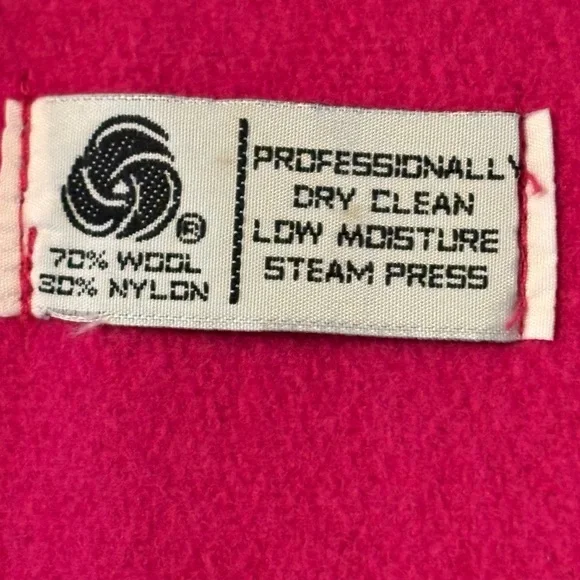 ®
70% WOOL
30% NYLON
PROFESSIONALLY
DRY CLEAN
LOW MOISTURE
STEAM PRESS